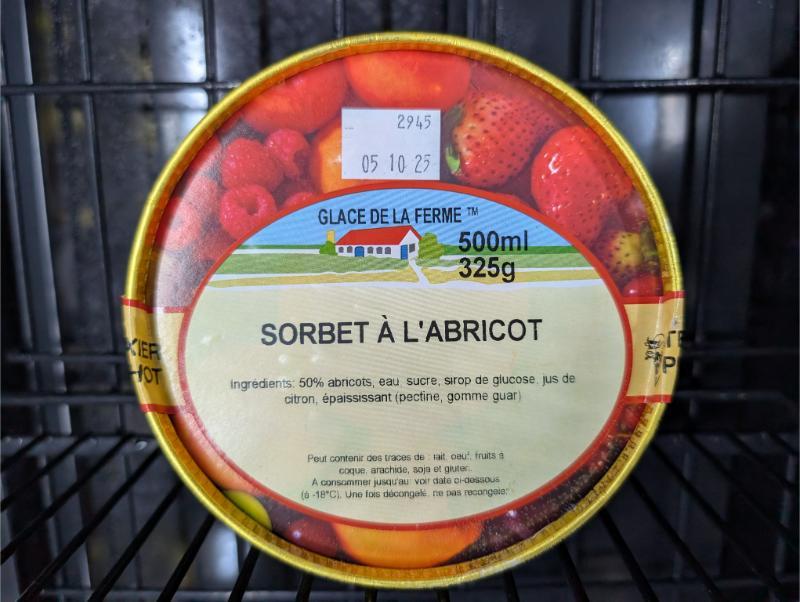 2945
05 10 25
GLACE DE LA FERME ™
500ml
325g
SORBET À L'ABRICOT
Ingrédients: 50% abricots, eau, sucre, sirop de glucose, jus de
citron, épaississant (pectine, gomme guar)
Peut contenir des traces de : lait, oeuf, fruits à
coque, arachide, soja et gluten.
A consommer jusqu'au: voir date ci-dessous
(à -18°C). Une fois décongelé, ne pas recongeler.